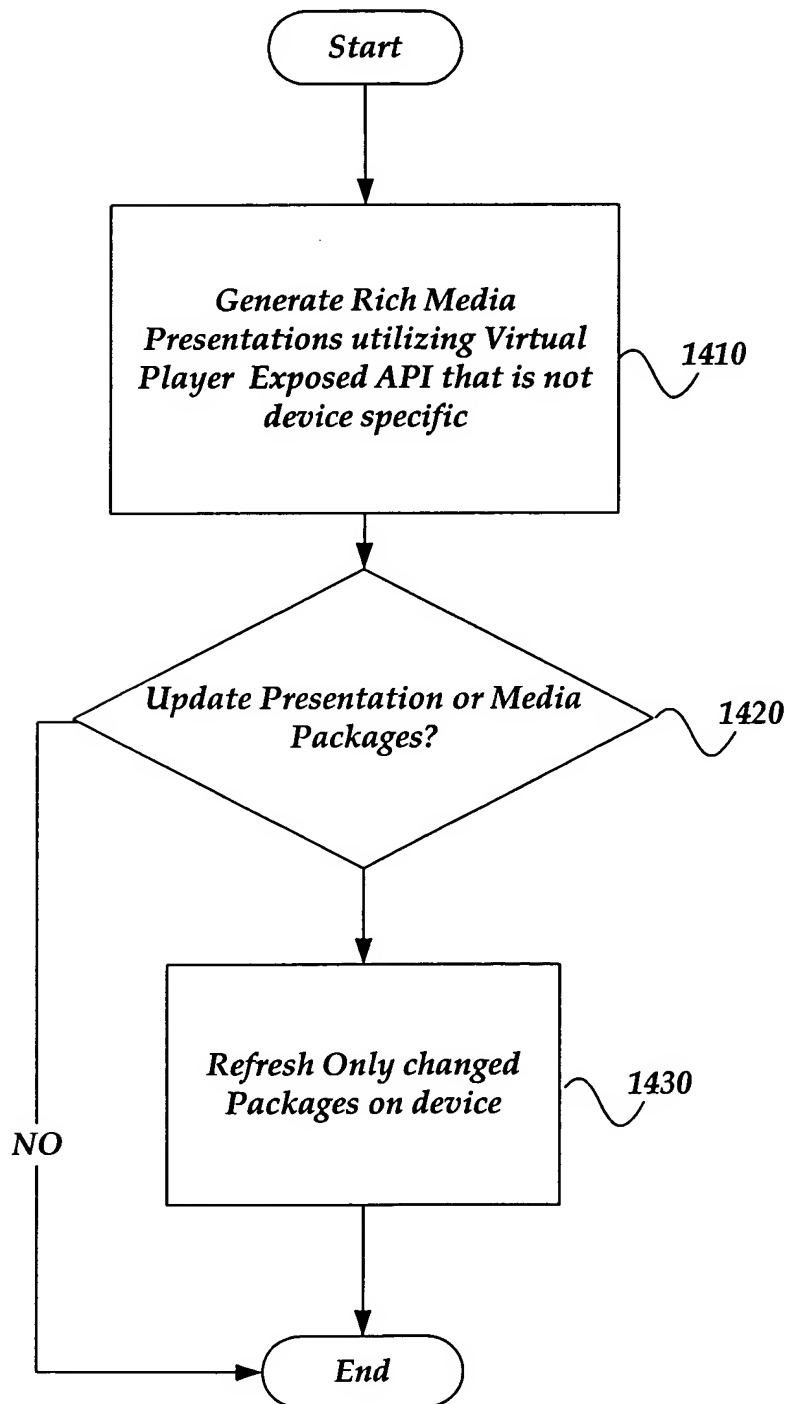 Start
Generate Rich Media
Presentations utilizing Virtual
Player Exposed API that is not
device specific
1410
Update Presentation or Media
Packages?
1420
Refresh Only changed
Packages on device
1430
NO
End